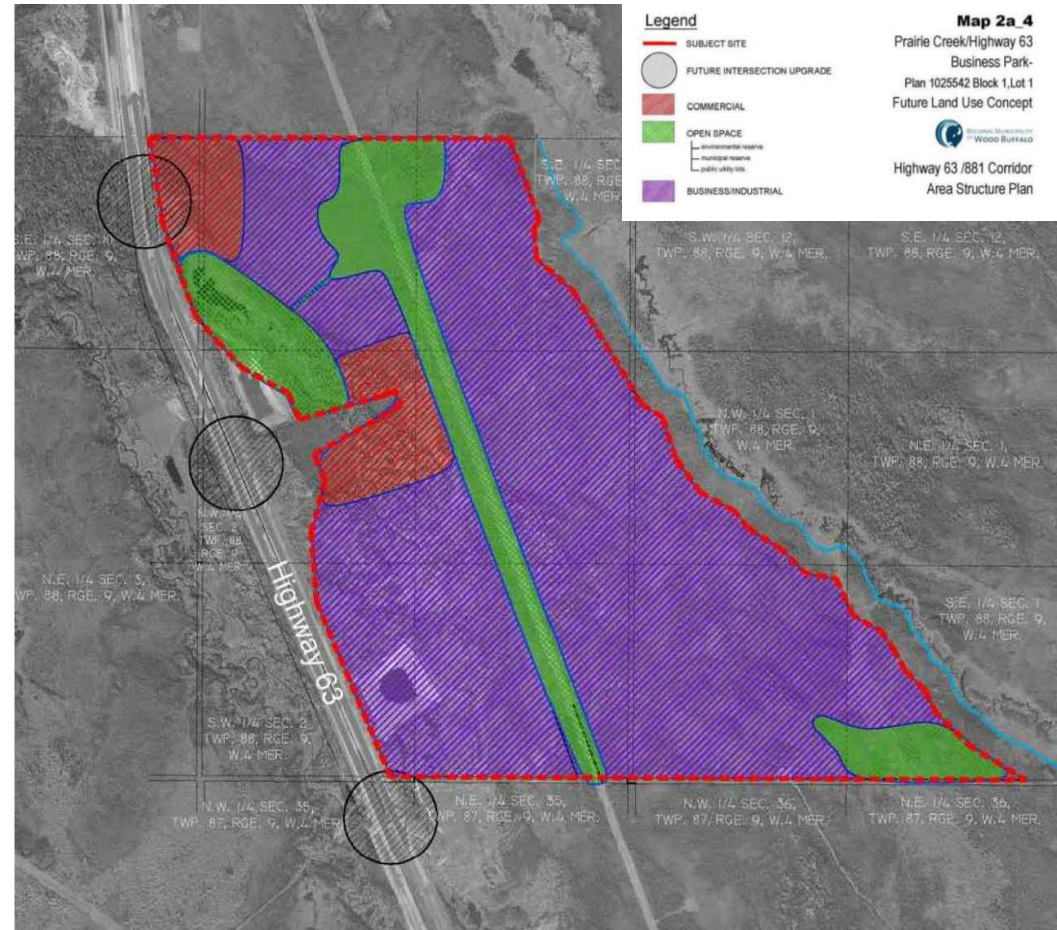 Legend
SUBJECT SITE
FUTURE INTERSECTION UPGRADE
COMMERCIAL
OPEN SPACE
environmental reserve
municipal reserve
public utility lots
BUSINESS/INDUSTRIAL
Map 2a_4
Prairie Creek/Highway 63
Business Park-
Plan 1025542 Block 1,Lot 1
Future Land Use Concept
REGIONAL MUNICIPALITY
OF WOOD BUFFALO
Highway 63 /881 Corridor
Area Structure Plan
S.E. 1/4 SEC.
TWP. 88, RGE
W.4 MER.
S.E. 1/4 SEC. 10,
TWP. 88, RGE. 9,
W.4 MER.
S.W. 1/4 SEC. 12,
TWP. 88, RGE. 9, W.4 MER.
S.E. 1/4 SEC. 12,
TWP. 88, RGE. 9, W.4 MER.
N.W. 1/4 SEC. 1
TWP. 88, RGE. 9,
W.4 MER.
N.E. 1/4 SEC. 1,
TWP. 88, RGE. 9, W.4 MER.
Prairie Creek
SEC. 2
TWP. 88
RGE. 9
W.4 MER.
N.E. 1/4 SEC. 3,
WP. 88, RGE. 9, W.4 MER.
Highway 63
S.E. 1/4 SEC. 1
TWP. 88, RGE. 9,
W.4 MER.
S.W. 1/4 SEC. 2
TWP. 88, RGE. 9,
W.4 MER.
N.W. 1/4 SEC. 35,
TWP. 87, RGE. 9, W.4 MER.
N.E. 1/4 SEC. 35,
TWP. 87, RGE. 9, W.4 MER.
N.W. 1/4 SEC. 36,
TWP. 87, RGE. 9, W.4 MER.
N.E. 1/4 SEC. 36,
TWP. 87, RGE. 9, W.4 MER.